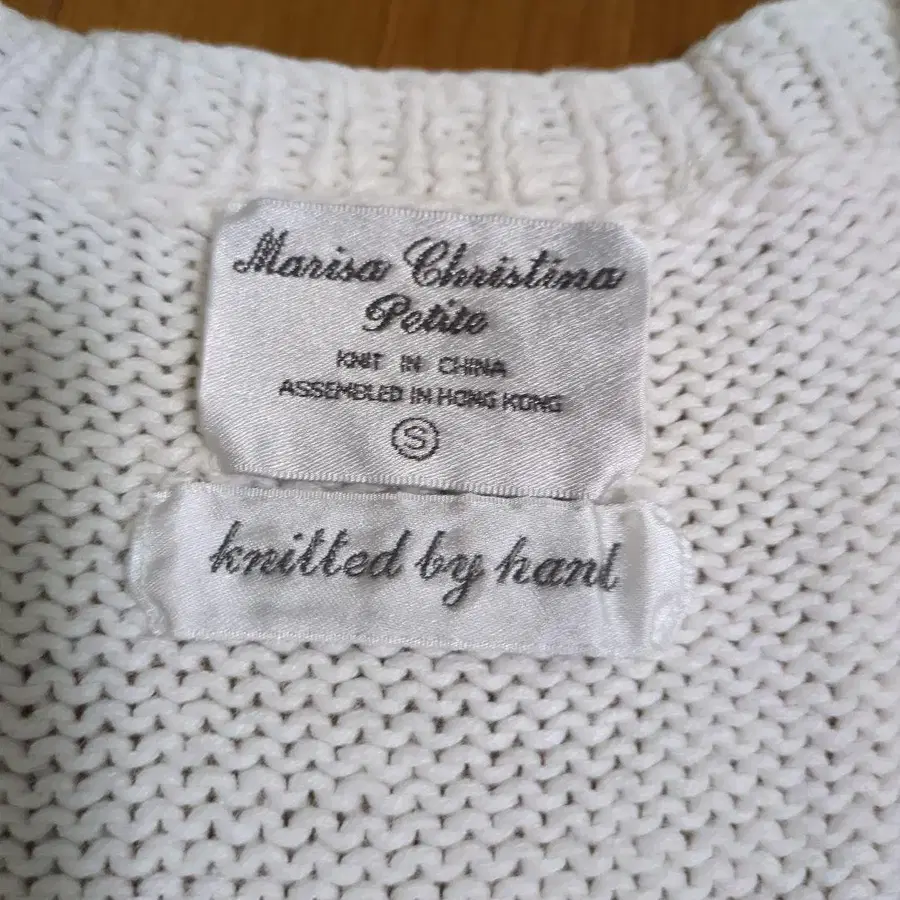 Marisa Christina
Petite
KNIT IN CHINA
ASSEMBLED IN HONG KONG
S
knitted by hand